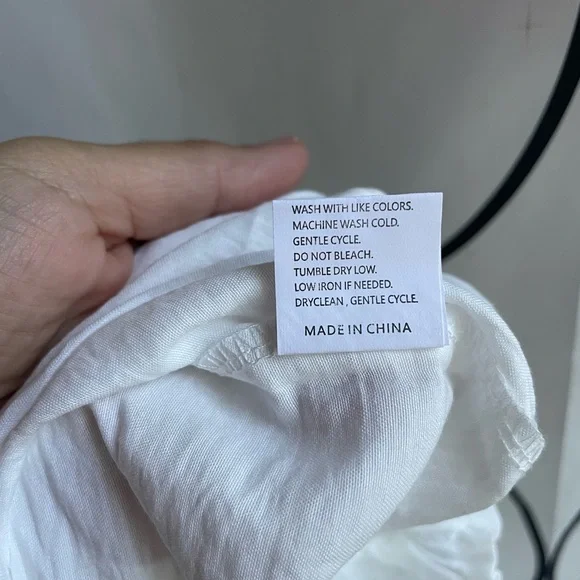 WASH WITH LIKE COLORS.
MACHINE WASH COLD.
GENTLE CYCLE.
DO NOT BLEACH.
TUMBLE DRY LOW.
LOW IRON IF NEEDED.
DRYCLEAN , GENTLE CYCLE.
MADE IN CHINA